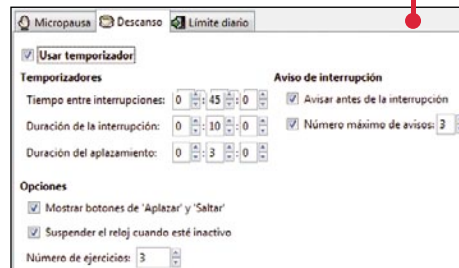 Micropausa Descanso Límite diario
Usar temporizador
Temporizadores
Tiempo entre interrupciones: 0 : 45 : 0
Duración de la interrupción: 0 : 10 : 0
Duración del aplazamiento: 0 : 3 : 0
Aviso de interrupción
Avisar antes de la interrupción
Número máximo de avisos: 3
Opciones
Mostrar botones de 'Aplazar' y 'Saltar'
Suspender el reloj cuando esté inactivo
Número de ejercicios: 3